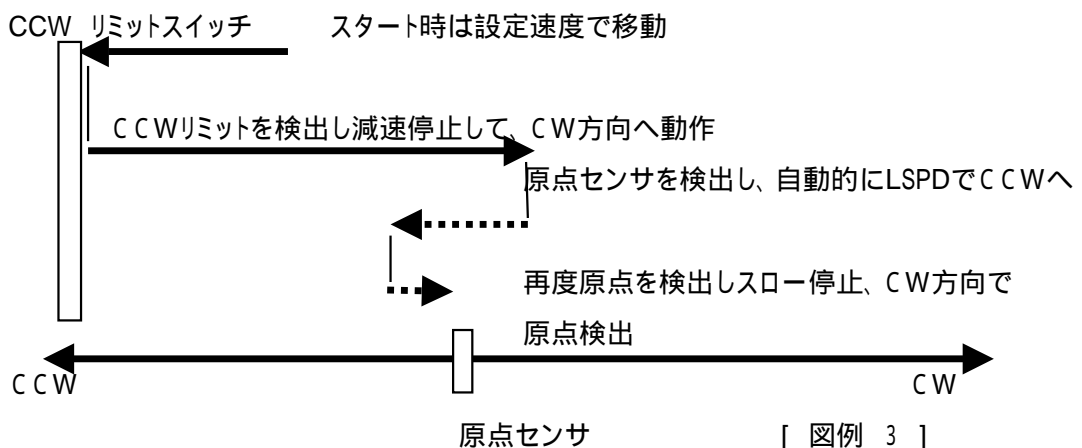 CCW リミットスイッチ スタート時は設定速度で移動
CCWリミットを検出し減速停止して、CW方向へ動作
原点センサを検出し、自動的にLSPDでCCWへ
再度原点を検出しスロー停止、CW方向で
原点検出
CCW CW
原点センサ [ 図例 3 ]